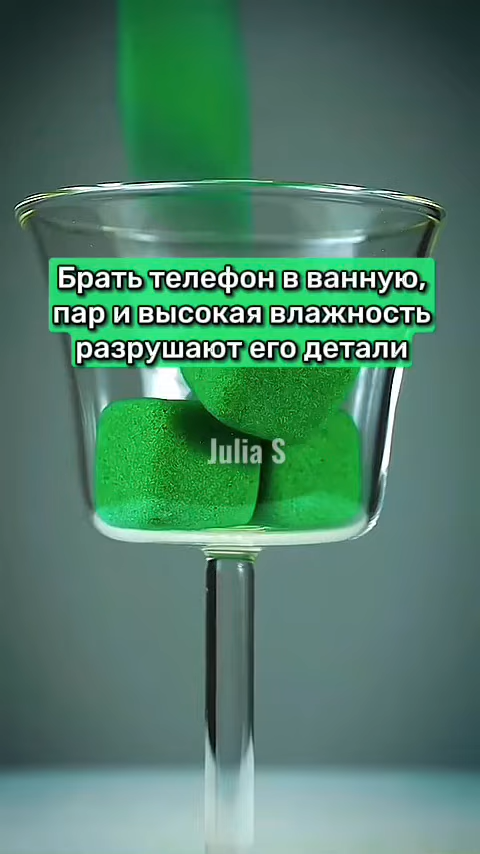 Брать телефон в ванную,
пар и высокая влажность
разрушают его детали
Julia S